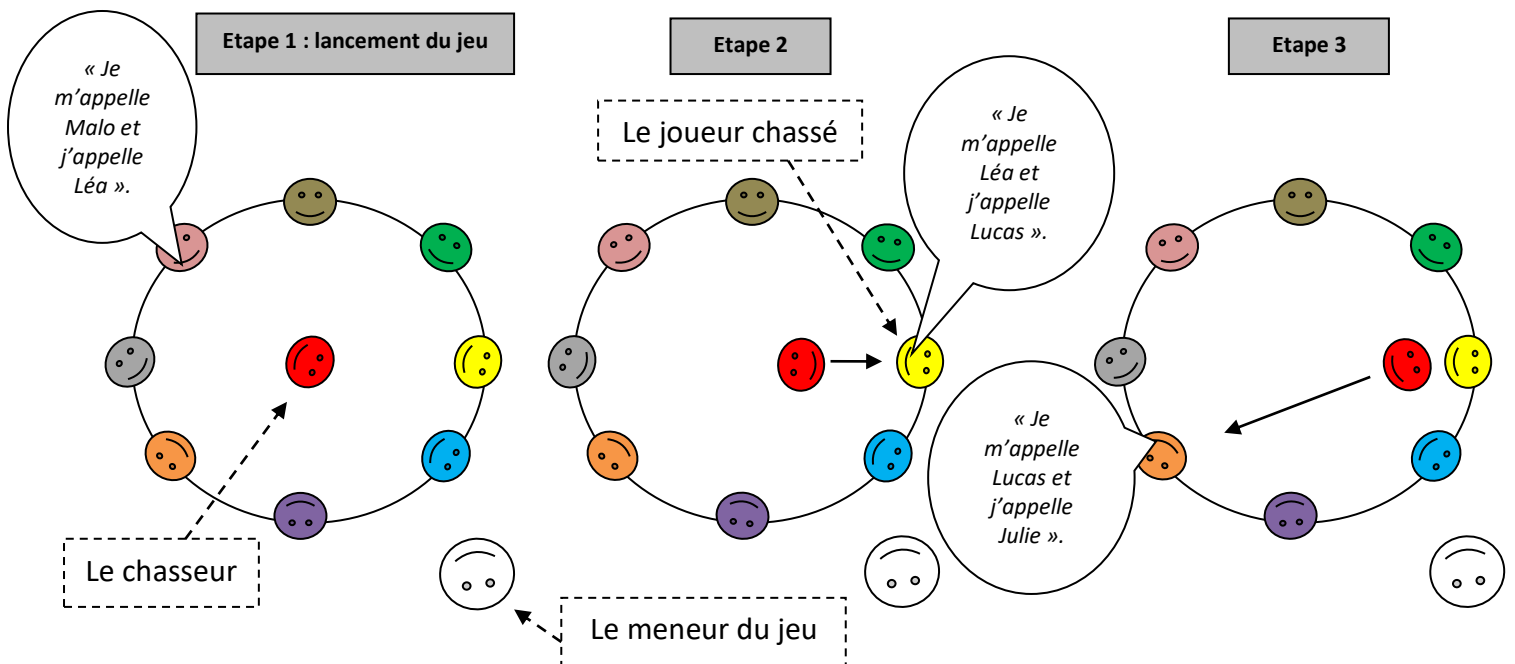 Etape 1 : lancement du jeu
« Je
m’appelle
Malo et
j’appelle
Léa ».
Le chasseur
Le meneur du jeu
Etape 2
Le joueur chassé
« Je
m’appelle
Léa et
j’appelle
Lucas ».
Etape 3
« Je
m’appelle
Lucas et
j’appelle
Julie ».